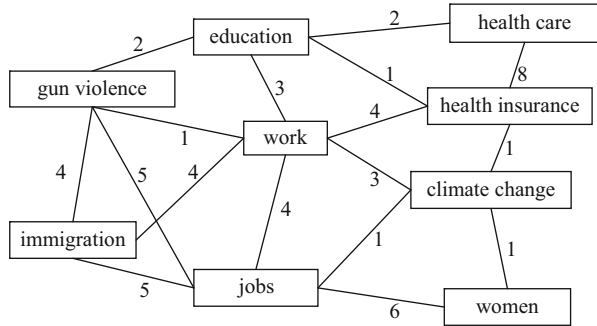 health care
2
education
2
8
gun violence
1
health insurance
3
4
1
work
1
4
4
5
3
climate change
4
1
1
immigration
5
jobs
6
women